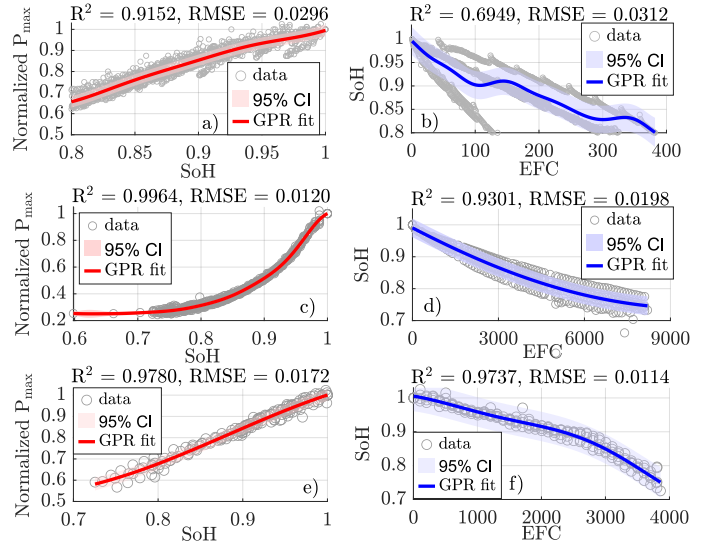 R² = 0.9152, RMSE = 0.0296
Normalized P_max
1
0.9
0.8
0.7
0.6
0.5
data
95% CI
GPR fit
a)
0.8 0.85 0.9 0.95 1
SoH
R² = 0.6949, RMSE = 0.0312
SoH
1
0.95
0.9
0.85
0.8
data
95% CI
GPR fit
b)
0 100 200 300 400
EFC
R² = 0.9964, RMSE = 0.0120
Normalized P_max
1
0.8
0.6
0.4
0.2
data
95% CI
GPR fit
c)
0.6 0.7 0.8 0.9 1
SoH
R² = 0.9301, RMSE = 0.0198
SoH
1
0.9
0.8
0.7
data
95% CI
GPR fit
d)
0 3000 6000 9000
EFC
R² = 0.9780, RMSE = 0.0172
Normalized P_max
1
0.9
0.8
0.7
0.6
0.5
data
95% CI
GPR fit
e)
0.7 0.8 0.9 1
SoH
R² = 0.9737, RMSE = 0.0114
SoH
1
0.9
0.8
0.7
data
95% CI
GPR fit
f)
0 1000 2000 3000 4000
EFC